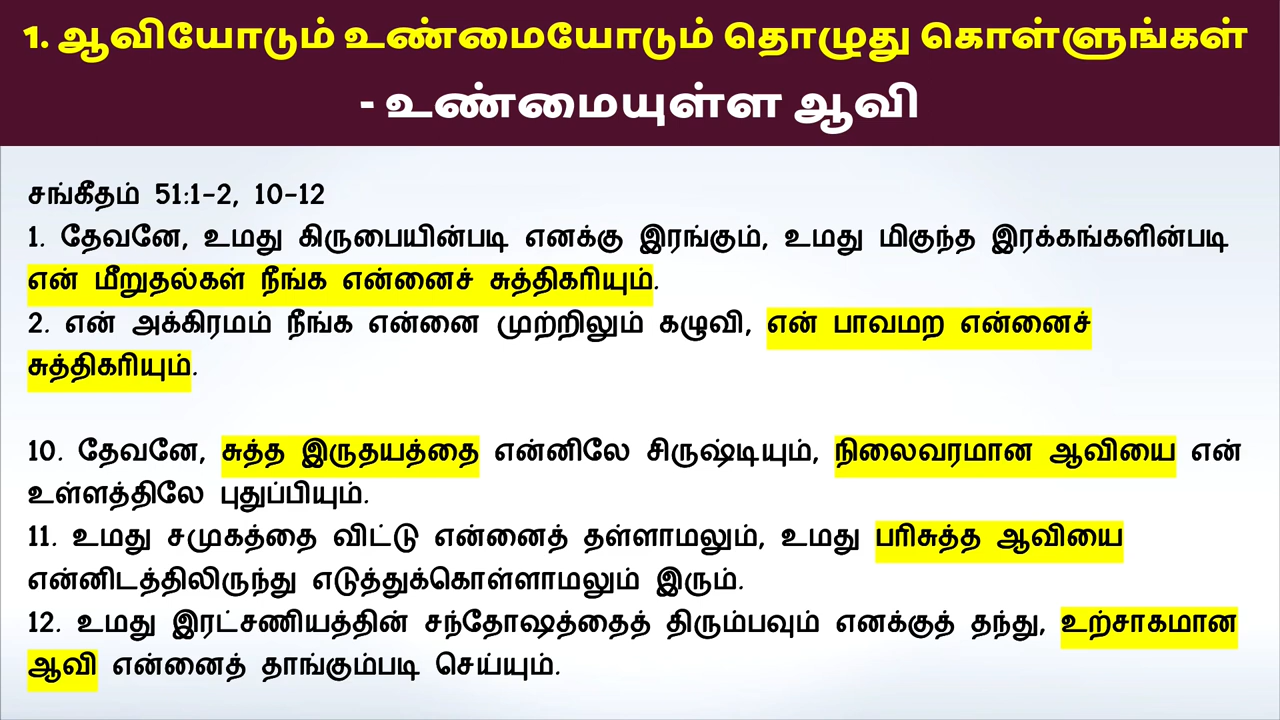 1. ஆவியோடும் உண்மையோடும் தொழுது கொள்ளுங்கள்
- உண்மையுள்ள ஆவி
சங்கீதம் 51:1-2, 10-12
1. தேவனே, உமது கிருபையின்படி எனக்கு இரங்கும், உமது மிகுந்த இரக்கங்களின்படி
என் மீறுதல்கள் நீங்க என்னைச் சுத்திகரியும்.
2. என் அக்கிரமம் நீங்க என்னை முற்றிலும் கழுவி, என் பாவமற என்னைச்
சுத்திகரியும்.
10. தேவனே, சுத்த இருதயத்தை என்னிலே சிருஷ்டியும், நிலைவரமான ஆவியை என்
உள்ளத்திலே புதுப்பியும்.
11. உமது சமுகத்தை விட்டு என்னைத் தள்ளாமலும், உமது பரிசுத்த ஆவியை
என்னிடத்திலிருந்து எடுத்துக்கொள்ளாமலும் இரும்.
12. உமது இரட்சணியத்தின் சந்தோஷத்தைத் திரும்பவும் எனக்குத் தந்து, உற்சாகமான
ஆவி என்னைத் தாங்கும்படி செய்யும்.